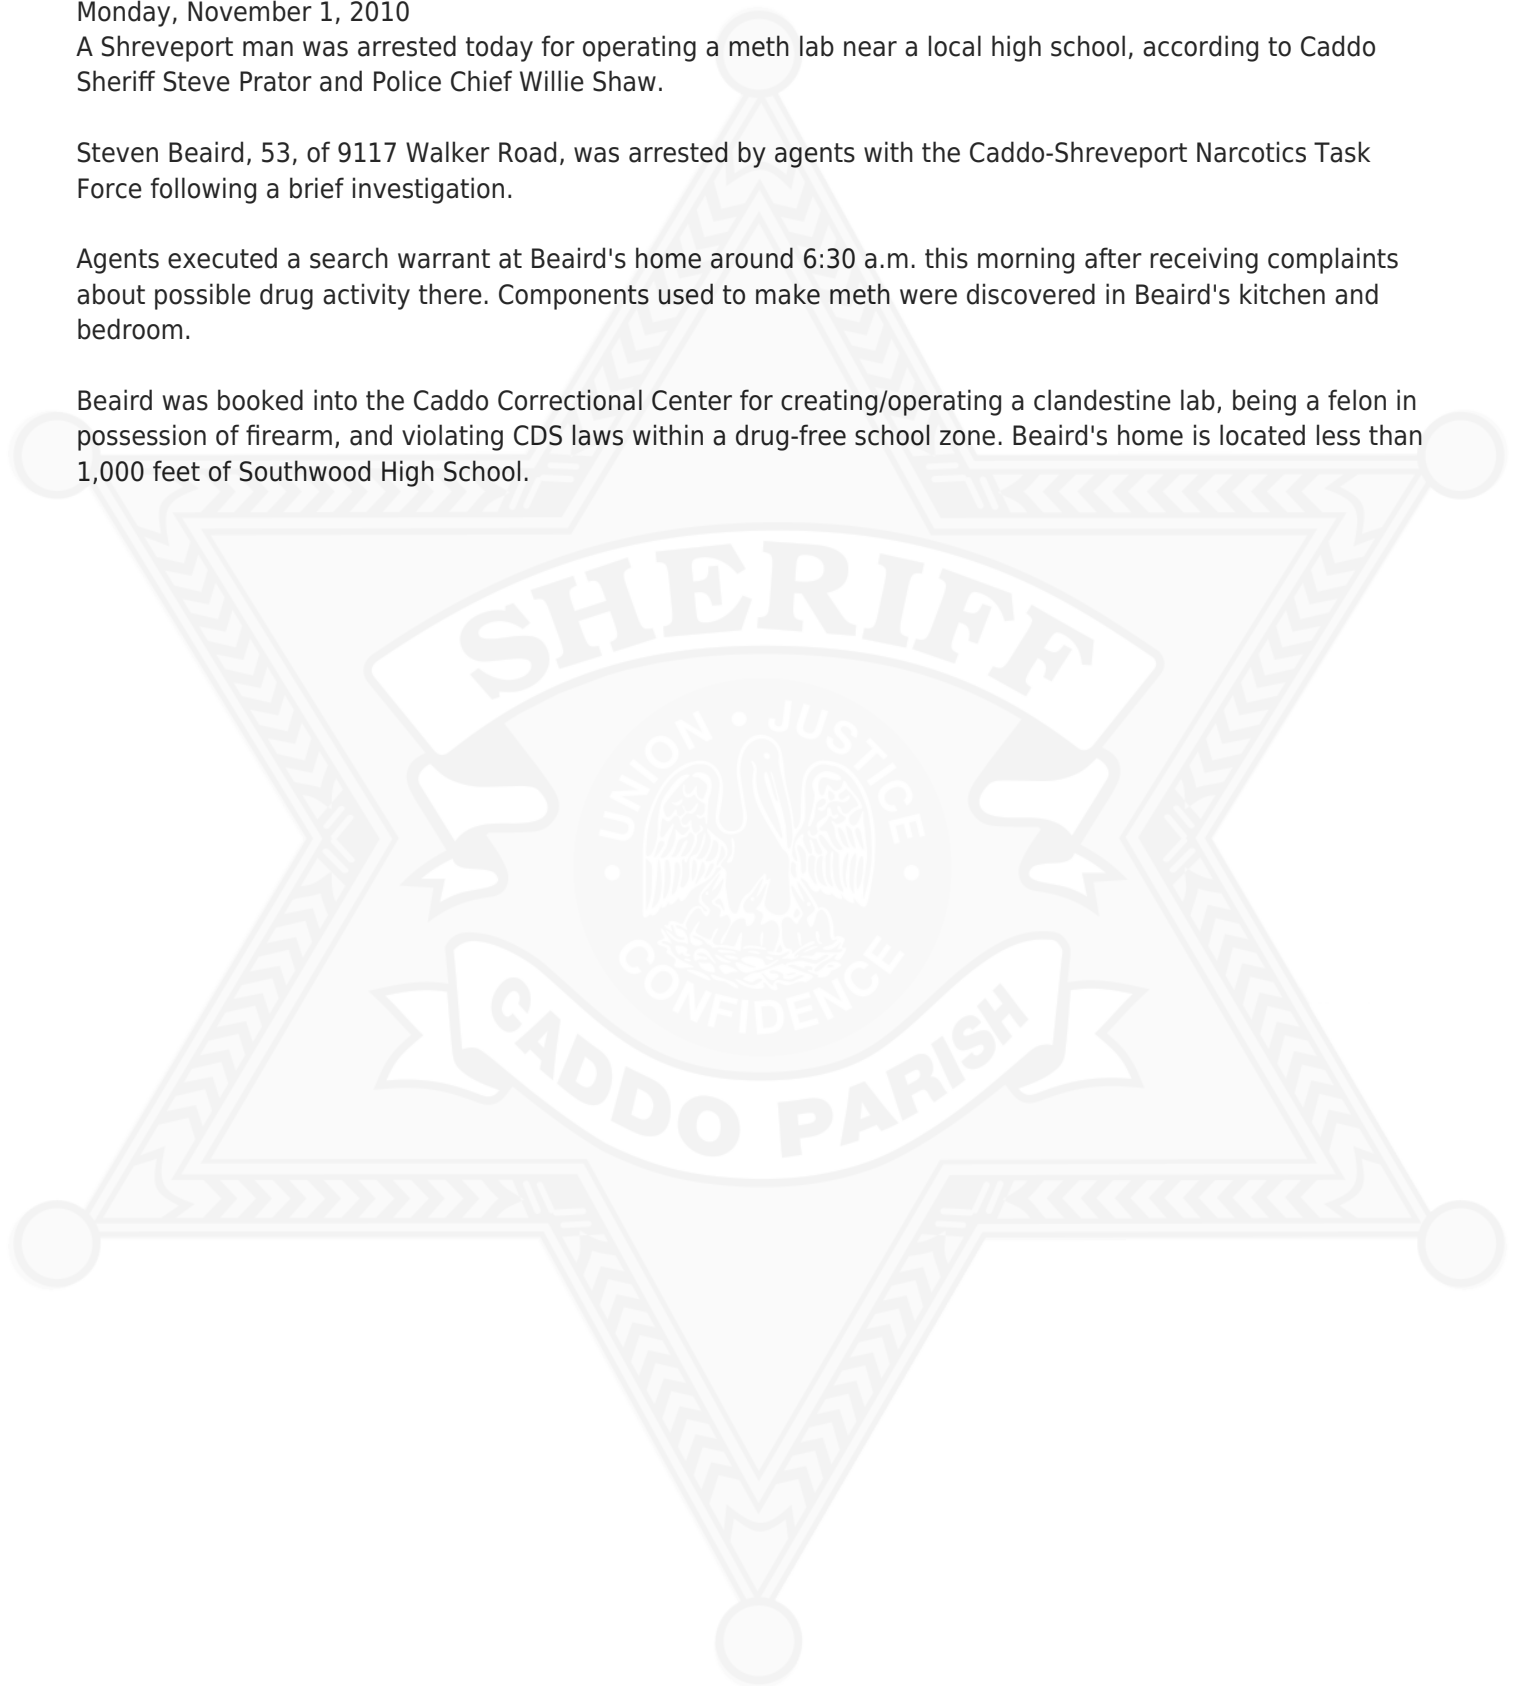 Monday, November 1, 2010
A Shreveport man was arrested today for operating a meth lab near a local high school, according to Caddo
Sheriff Steve Prator and Police Chief Willie Shaw.
Steven Beaird, 53, of 9117 Walker Road, was arrested by agents with the Caddo-Shreveport Narcotics Task
Force following a brief investigation.
Agents executed a search warrant at Beaird's home around 6:30 a.m. this morning after receiving complaints
about possible drug activity there. Components used to make meth were discovered in Beaird's kitchen and
bedroom.
Beaird was booked into the Caddo Correctional Center for creating/operating a clandestine lab, being a felon in
possession of firearm, and violating CDS laws within a drug-free school zone. Beaird's home is located less than
1,000 feet of Southwood High School.
SHERIFF
UNION • JUSTICE
• CONFIDENCE •
CADDO PARISH